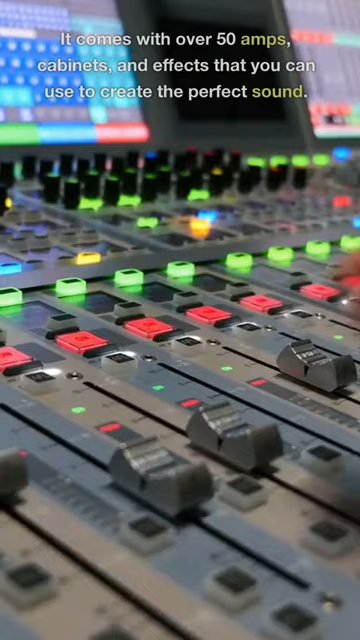 It comes with over 50 amps,
cabinets, and effects that you can
use to create the perfect sound.